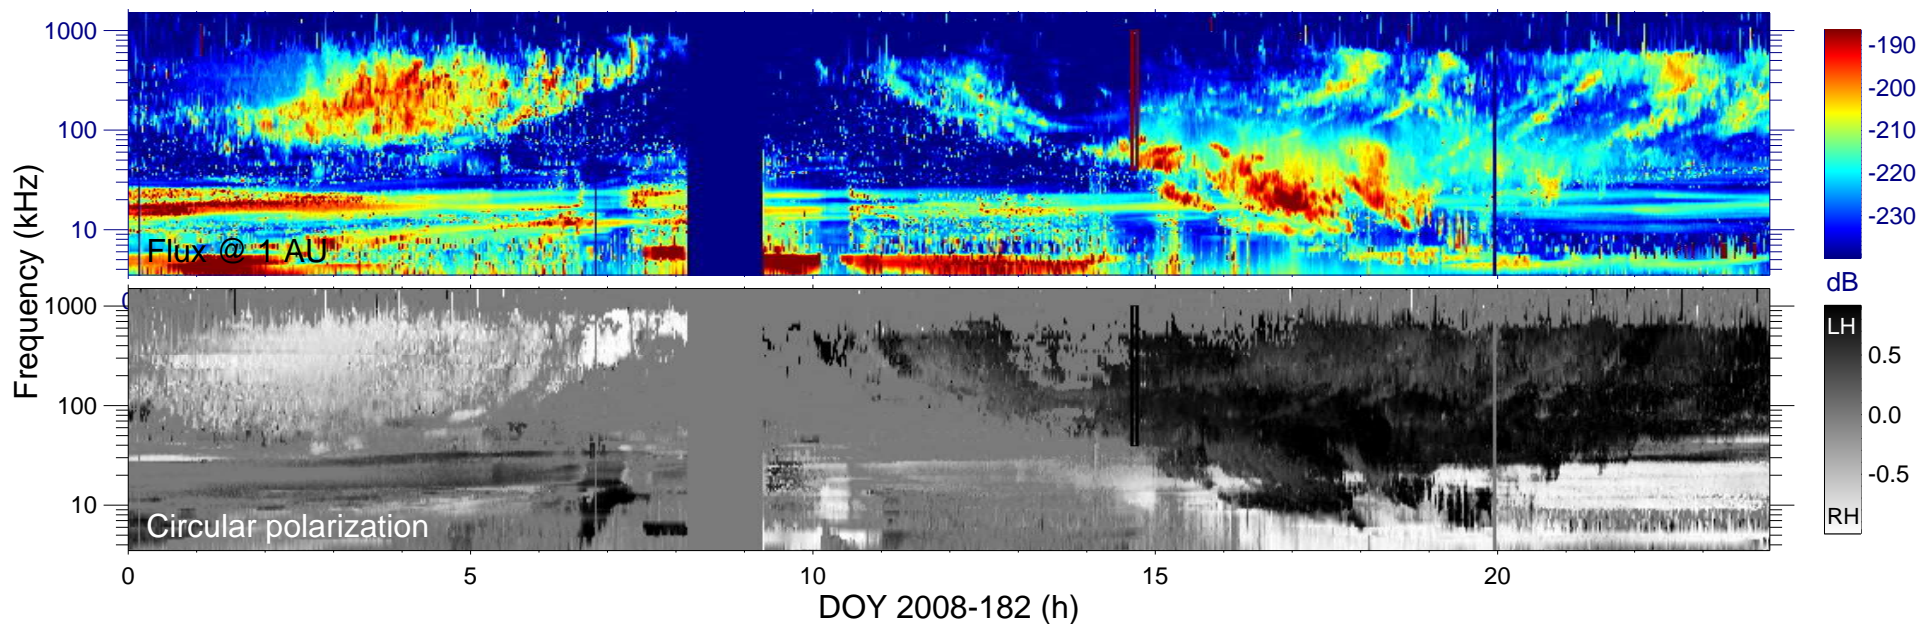 1000
100
10
Flux @ 1 AU
-190
-200
-210
-220
-230
dB
Frequency (kHz)
0
1000
100
10
Circular polarization
LH
0.5
0.0
-0.5
RH
0 5 10 15 20
DOY 2008-182 (h)